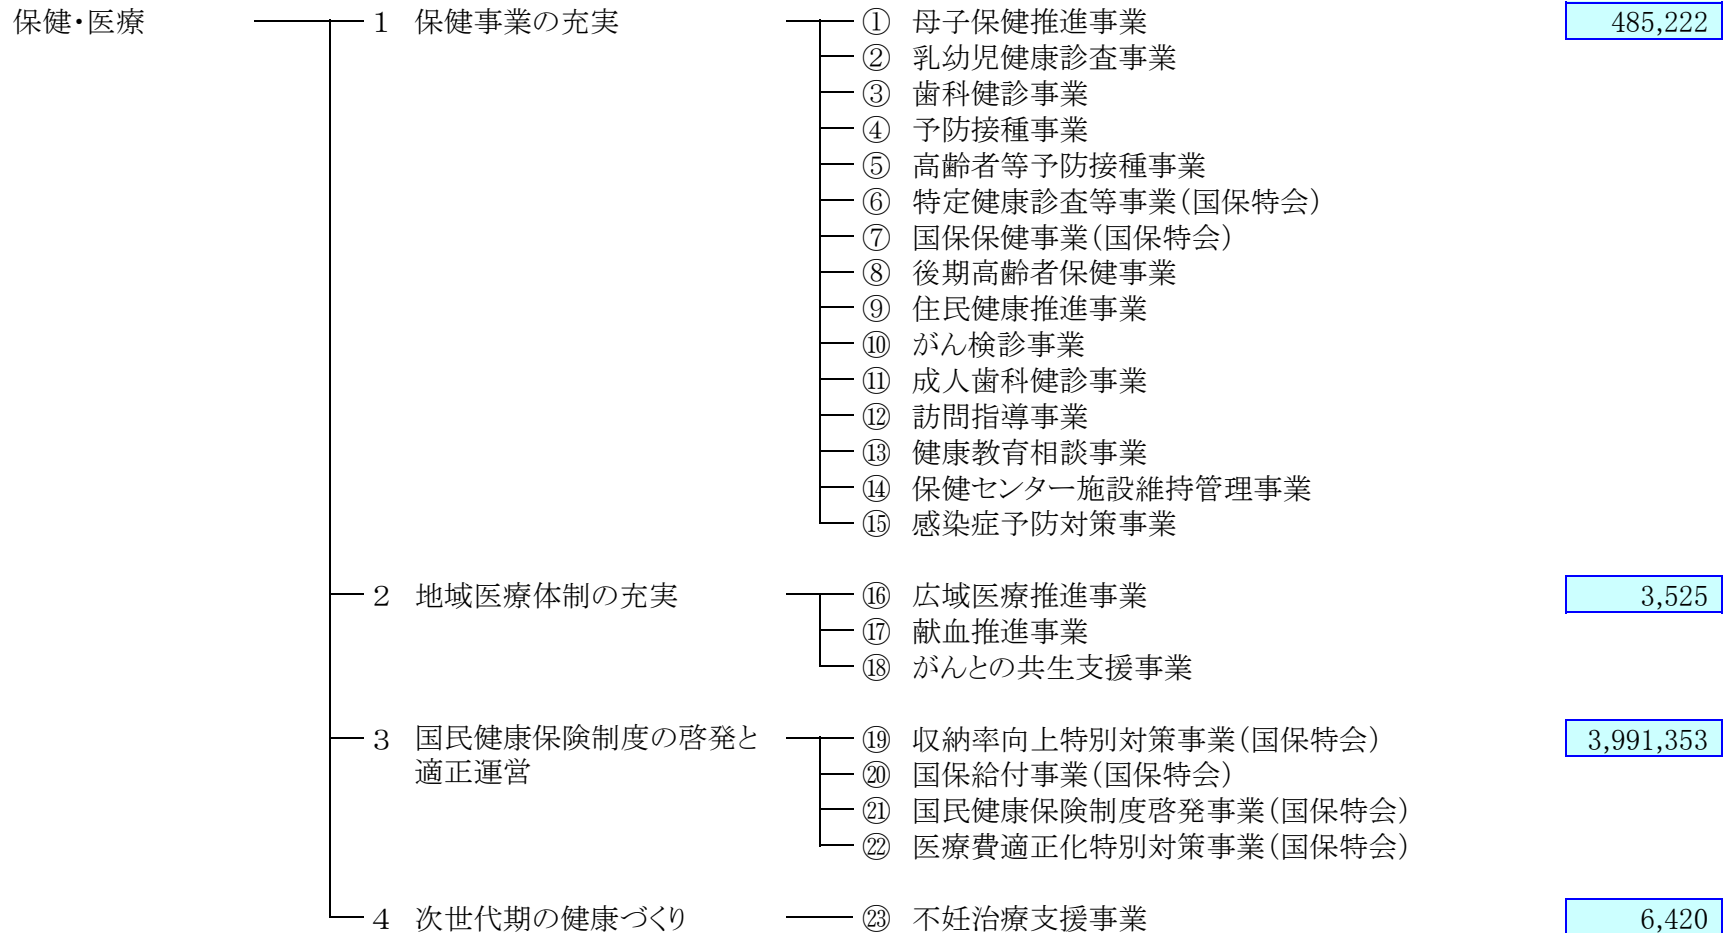 保健・医療 1 保健事業の充実 ① 母子保健推進事業 485,222
② 乳幼児健康診査事業
③ 歯科健診事業
④ 予防接種事業
⑤ 高齢者等予防接種事業
⑥ 特定健康診査等事業(国保特会)
⑦ 国保保健事業(国保特会)
⑧ 後期高齢者保健事業
⑨ 住民健康推進事業
⑩ がん検診事業
⑪ 成人歯科健診事業
⑫ 訪問指導事業
⑬ 健康教育相談事業
⑭ 保健センター施設維持管理事業
⑮ 感染症予防対策事業
2 地域医療体制の充実 ⑯ 広域医療推進事業 3,525
⑰ 献血推進事業
⑱ がんとの共生支援事業
3 国民健康保険制度の啓発と ⑲ 収納率向上特別対策事業(国保特会) 3,991,353
適正運営 ⑳ 国保給付事業(国保特会)
㉑ 国民健康保険制度啓発事業(国保特会)
㉒ 医療費適正化特別対策事業(国保特会)
4 次世代期の健康づくり ㉓ 不妊治療支援事業 6,420